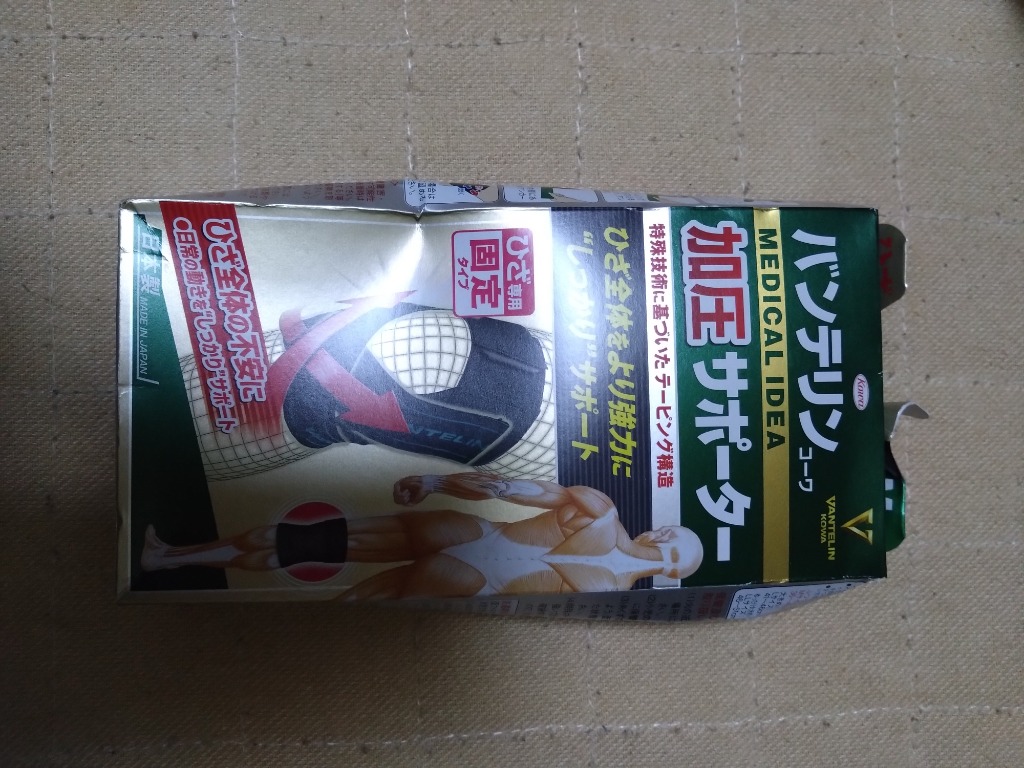 バンテリンコーワ
Kowa
VANTELIN
KOWA
MEDICAL IDEA
加圧サポーター
特殊技術に基づいた テーピング構造
ひざ全体をより強力に
“しっかり”サポート
ひざ専用
固定
タイプ
VTELIN
ひざ全体の不安に
●日常の動きを“しっかり”サポート
日本製 MADE IN JAPAN